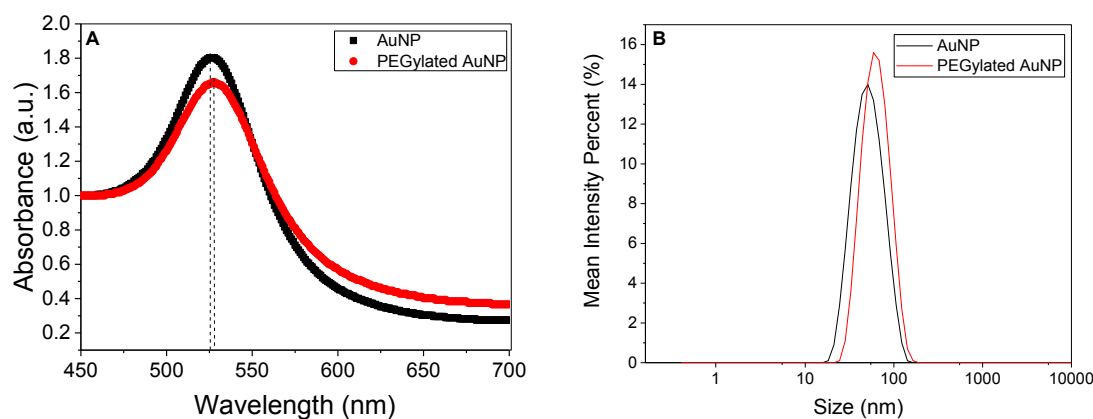 A
AuNP
PEGylated AuNP
2.0
1.8
1.6
1.4
1.2
1.0
0.8
0.6
0.4
0.2
Absorbance (a.u.)
450 500 550 600 650 700
Wavelength (nm)
B
AuNP
PEGylated AuNP
16
14
12
10
8
6
4
2
0
Mean Intensity Percent (%)
1 10 100 1000 10000
Size (nm)